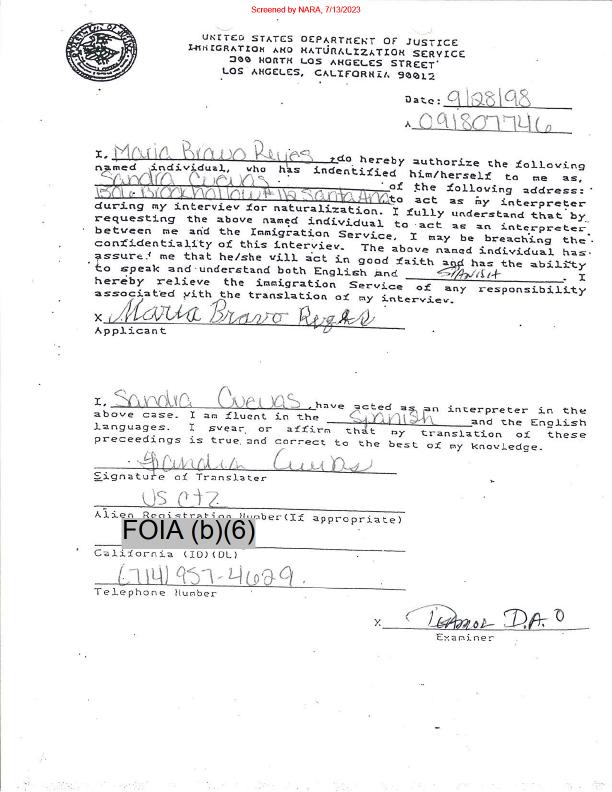 Screened by NARA, 7/13/2023
UNITED STATES DEPARTMENT OF JUSTICE
IMMIGRATION AND NATURALIZATION SERVICE
300 NORTH LOS ANGELES STREET
LOS ANGELES, CALIFORNIA 90012
Date: 9/28/98
A 091807746
I, Maria Bravo Reyes, do hereby authorize the following
named individual, who has indentified him/herself to me as,
Sandra Cuevas of the following address:
Santa Ana to act as my interpreter
during my interview for naturalization. I fully understand that by
requesting the above named individual to act as an interpreter
between me and the Immigration Service, I may be breaching the
confidentiality of this interview. The above named individual has
assure me that he/she will act in good faith and has the ability
to speak and understand both English and SPANISH. I
hereby relieve the immigration Service of any responsibility
associated with the translation of my interview.
X Maria Bravo Reyes
Applicant
I, Sandra Cuevas, have acted as an interpreter in the
above case. I am fluent in the Spanish and the English
languages. I swear or affirm that my translation of these
preceedings is true and correct to the best of my knowledge.
Sandra Cuevas
Signature of Translater
US CTZ
Alien Registration Number(If appropriate)
FOIA (b)(6)
California (ID)(DL)
(714) 957-4629
Telephone Number
X D.A.O
Examiner